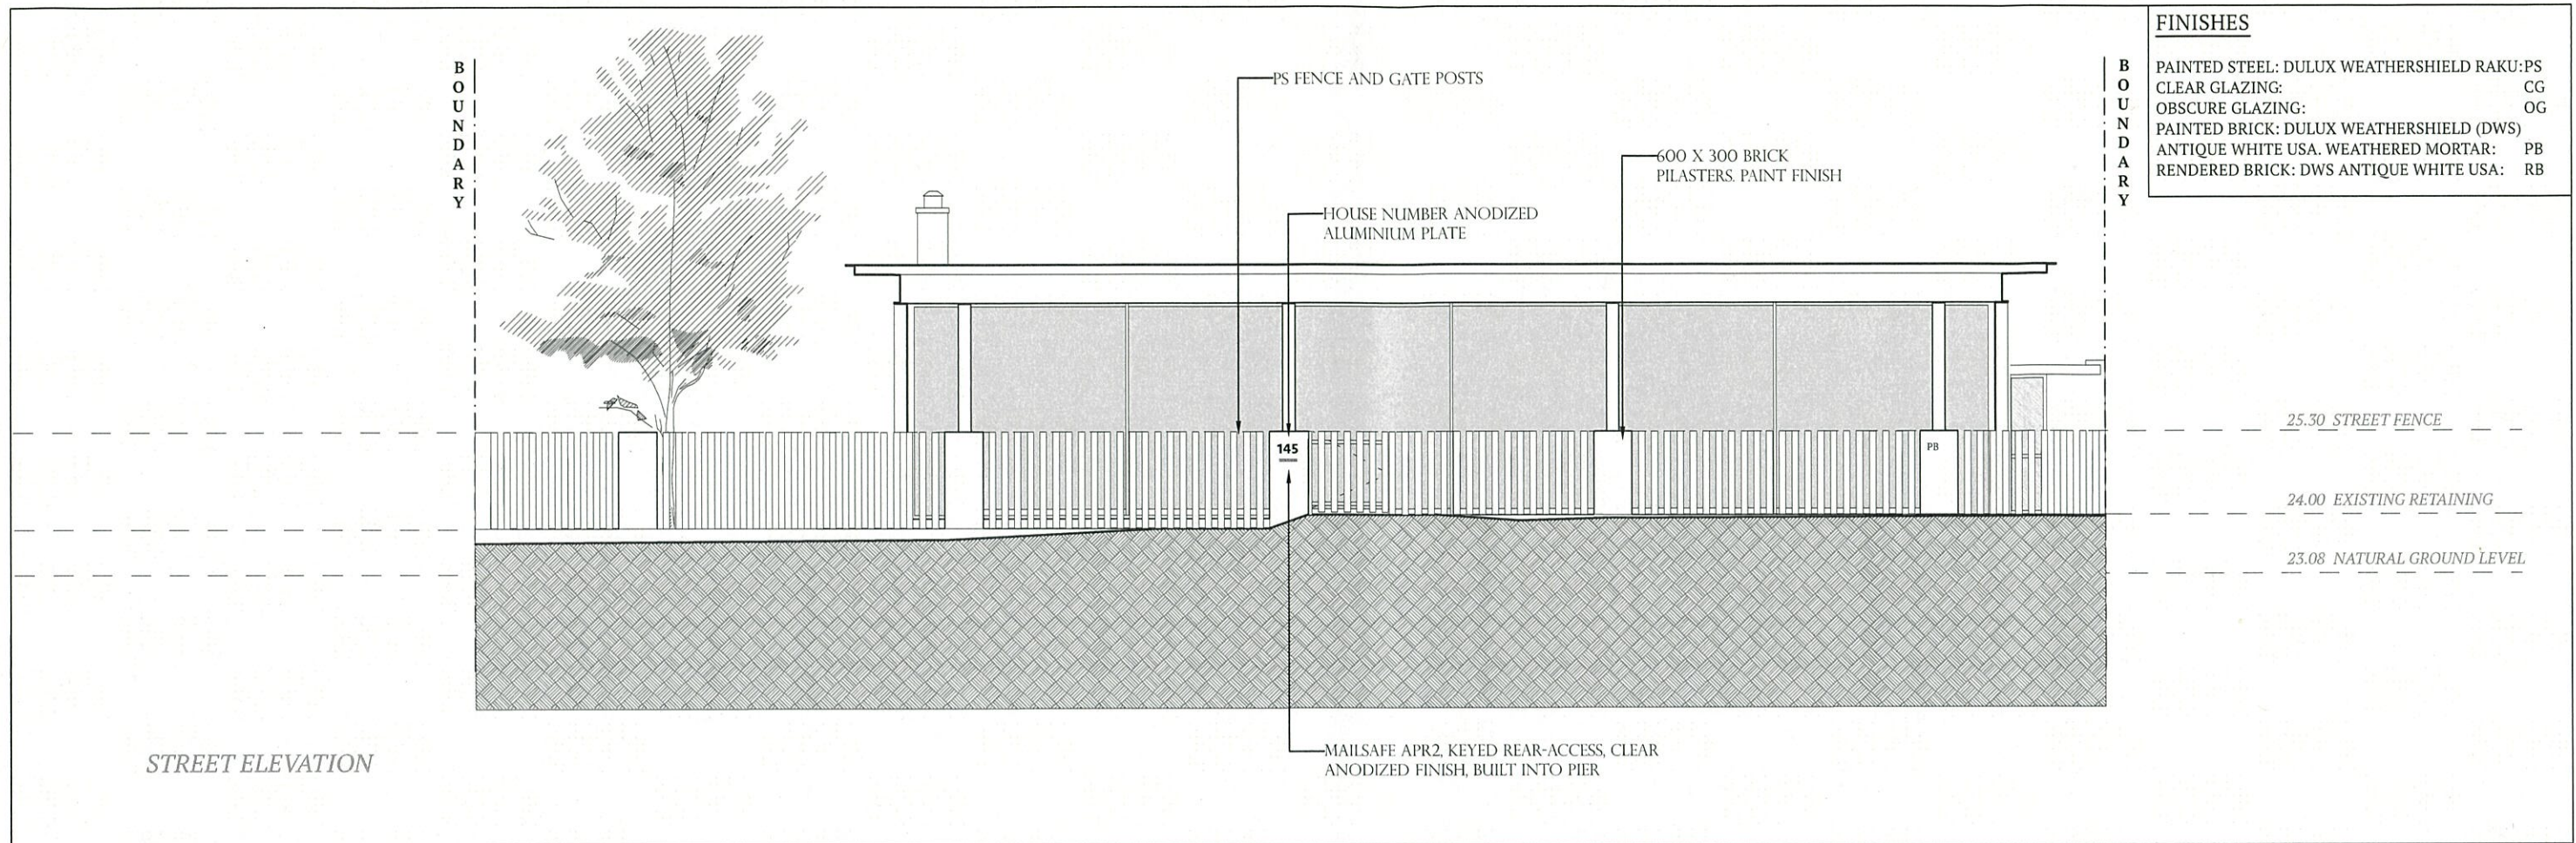 BOUNDARY
PS FENCE AND GATE POSTS
600 X 300 BRICK
PILASTERS. PAINT FINISH
HOUSE NUMBER ANODIZED
ALUMINIUM PLATE
BOUNDARY
FINISHES
PAINTED STEEL: DULUX WEATHERSHIELD RAKU:PS
CLEAR GLAZING: CG
OBSCURE GLAZING: OG
PAINTED BRICK: DULUX WEATHERSHIELD (DWS)
ANTIQUE WHITE USA. WEATHERED MORTAR: PB
RENDERED BRICK: DWS ANTIQUE WHITE USA: RB
25.30 STREET FENCE
145
PB
24.00 EXISTING RETAINING
23.08 NATURAL GROUND LEVEL
STREET ELEVATION
MAILSAFE APR2, KEYED REAR-ACCESS, CLEAR
ANODIZED FINISH, BUILT INTO PIER